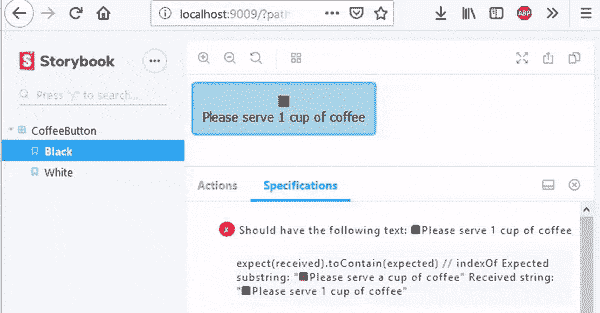 localhost:9009/?path
ABP
Storybook
Press "/" to search...
CoffeeButton
Black
White
Please serve 1 cup of coffee
Actions
Specifications
Should have the following text: ■Please serve 1 cup of coffee
expect(received).toContain(expected) // indexOf Expected
substring: "■Please serve a cup of coffee" Received string:
"■Please serve 1 cup of coffee"